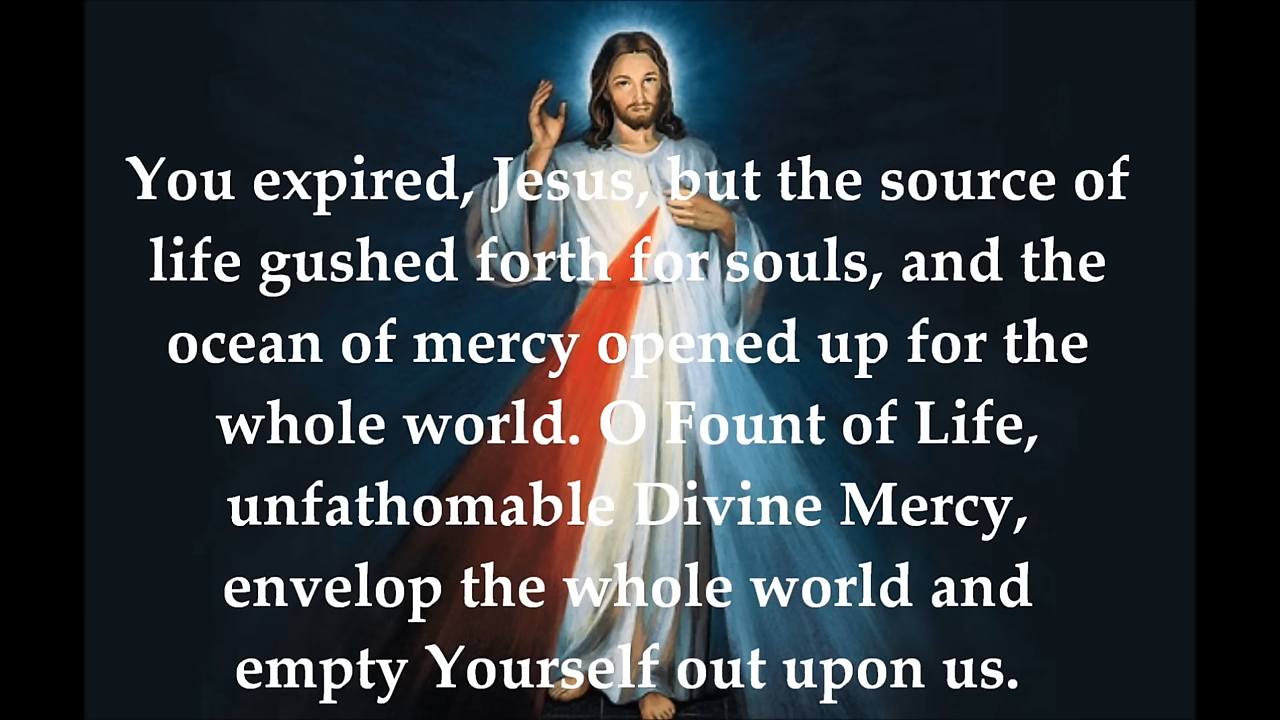 You expired, Jesus, but the source of
life gushed forth for souls, and the
ocean of mercy opened up for the
whole world. O Fount of Life,
unfathomable Divine Mercy,
envelop the whole world and
empty Yourself out upon us.